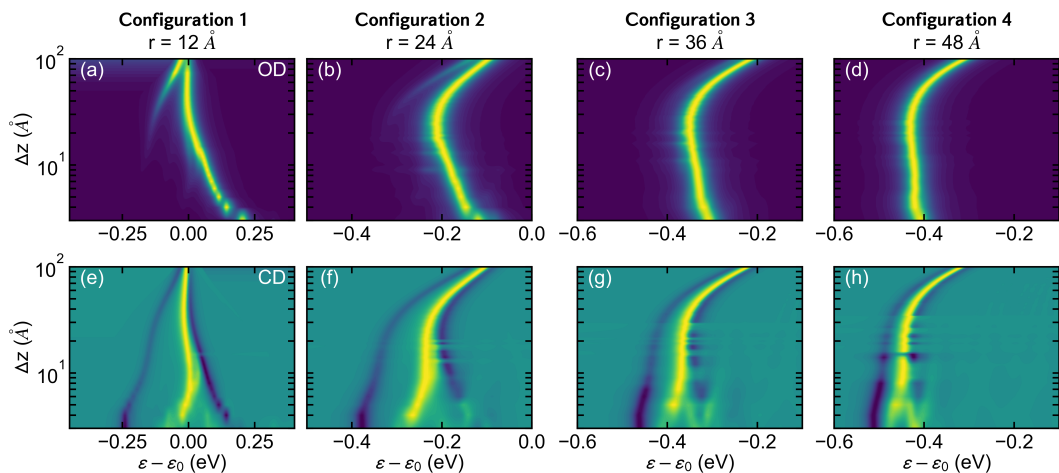 Configuration 1
r = 12 Å
Configuration 2
r = 24 Å
Configuration 3
r = 36 Å
Configuration 4
r = 48 Å
(a) OD
(b)
(c)
(d)
10²
10¹
Δz (Å)
−0.25 0.00 0.25
−0.4 −0.2 0.0
−0.6 −0.4 −0.2
−0.6 −0.4 −0.2
(e) CD
(f)
(g)
(h)
10²
10¹
Δz (Å)
−0.25 0.00 0.25
−0.4 −0.2 0.0
−0.6 −0.4 −0.2
−0.6 −0.4 −0.2
ε − ε₀ (eV)
ε − ε₀ (eV)
ε − ε₀ (eV)
ε − ε₀ (eV)